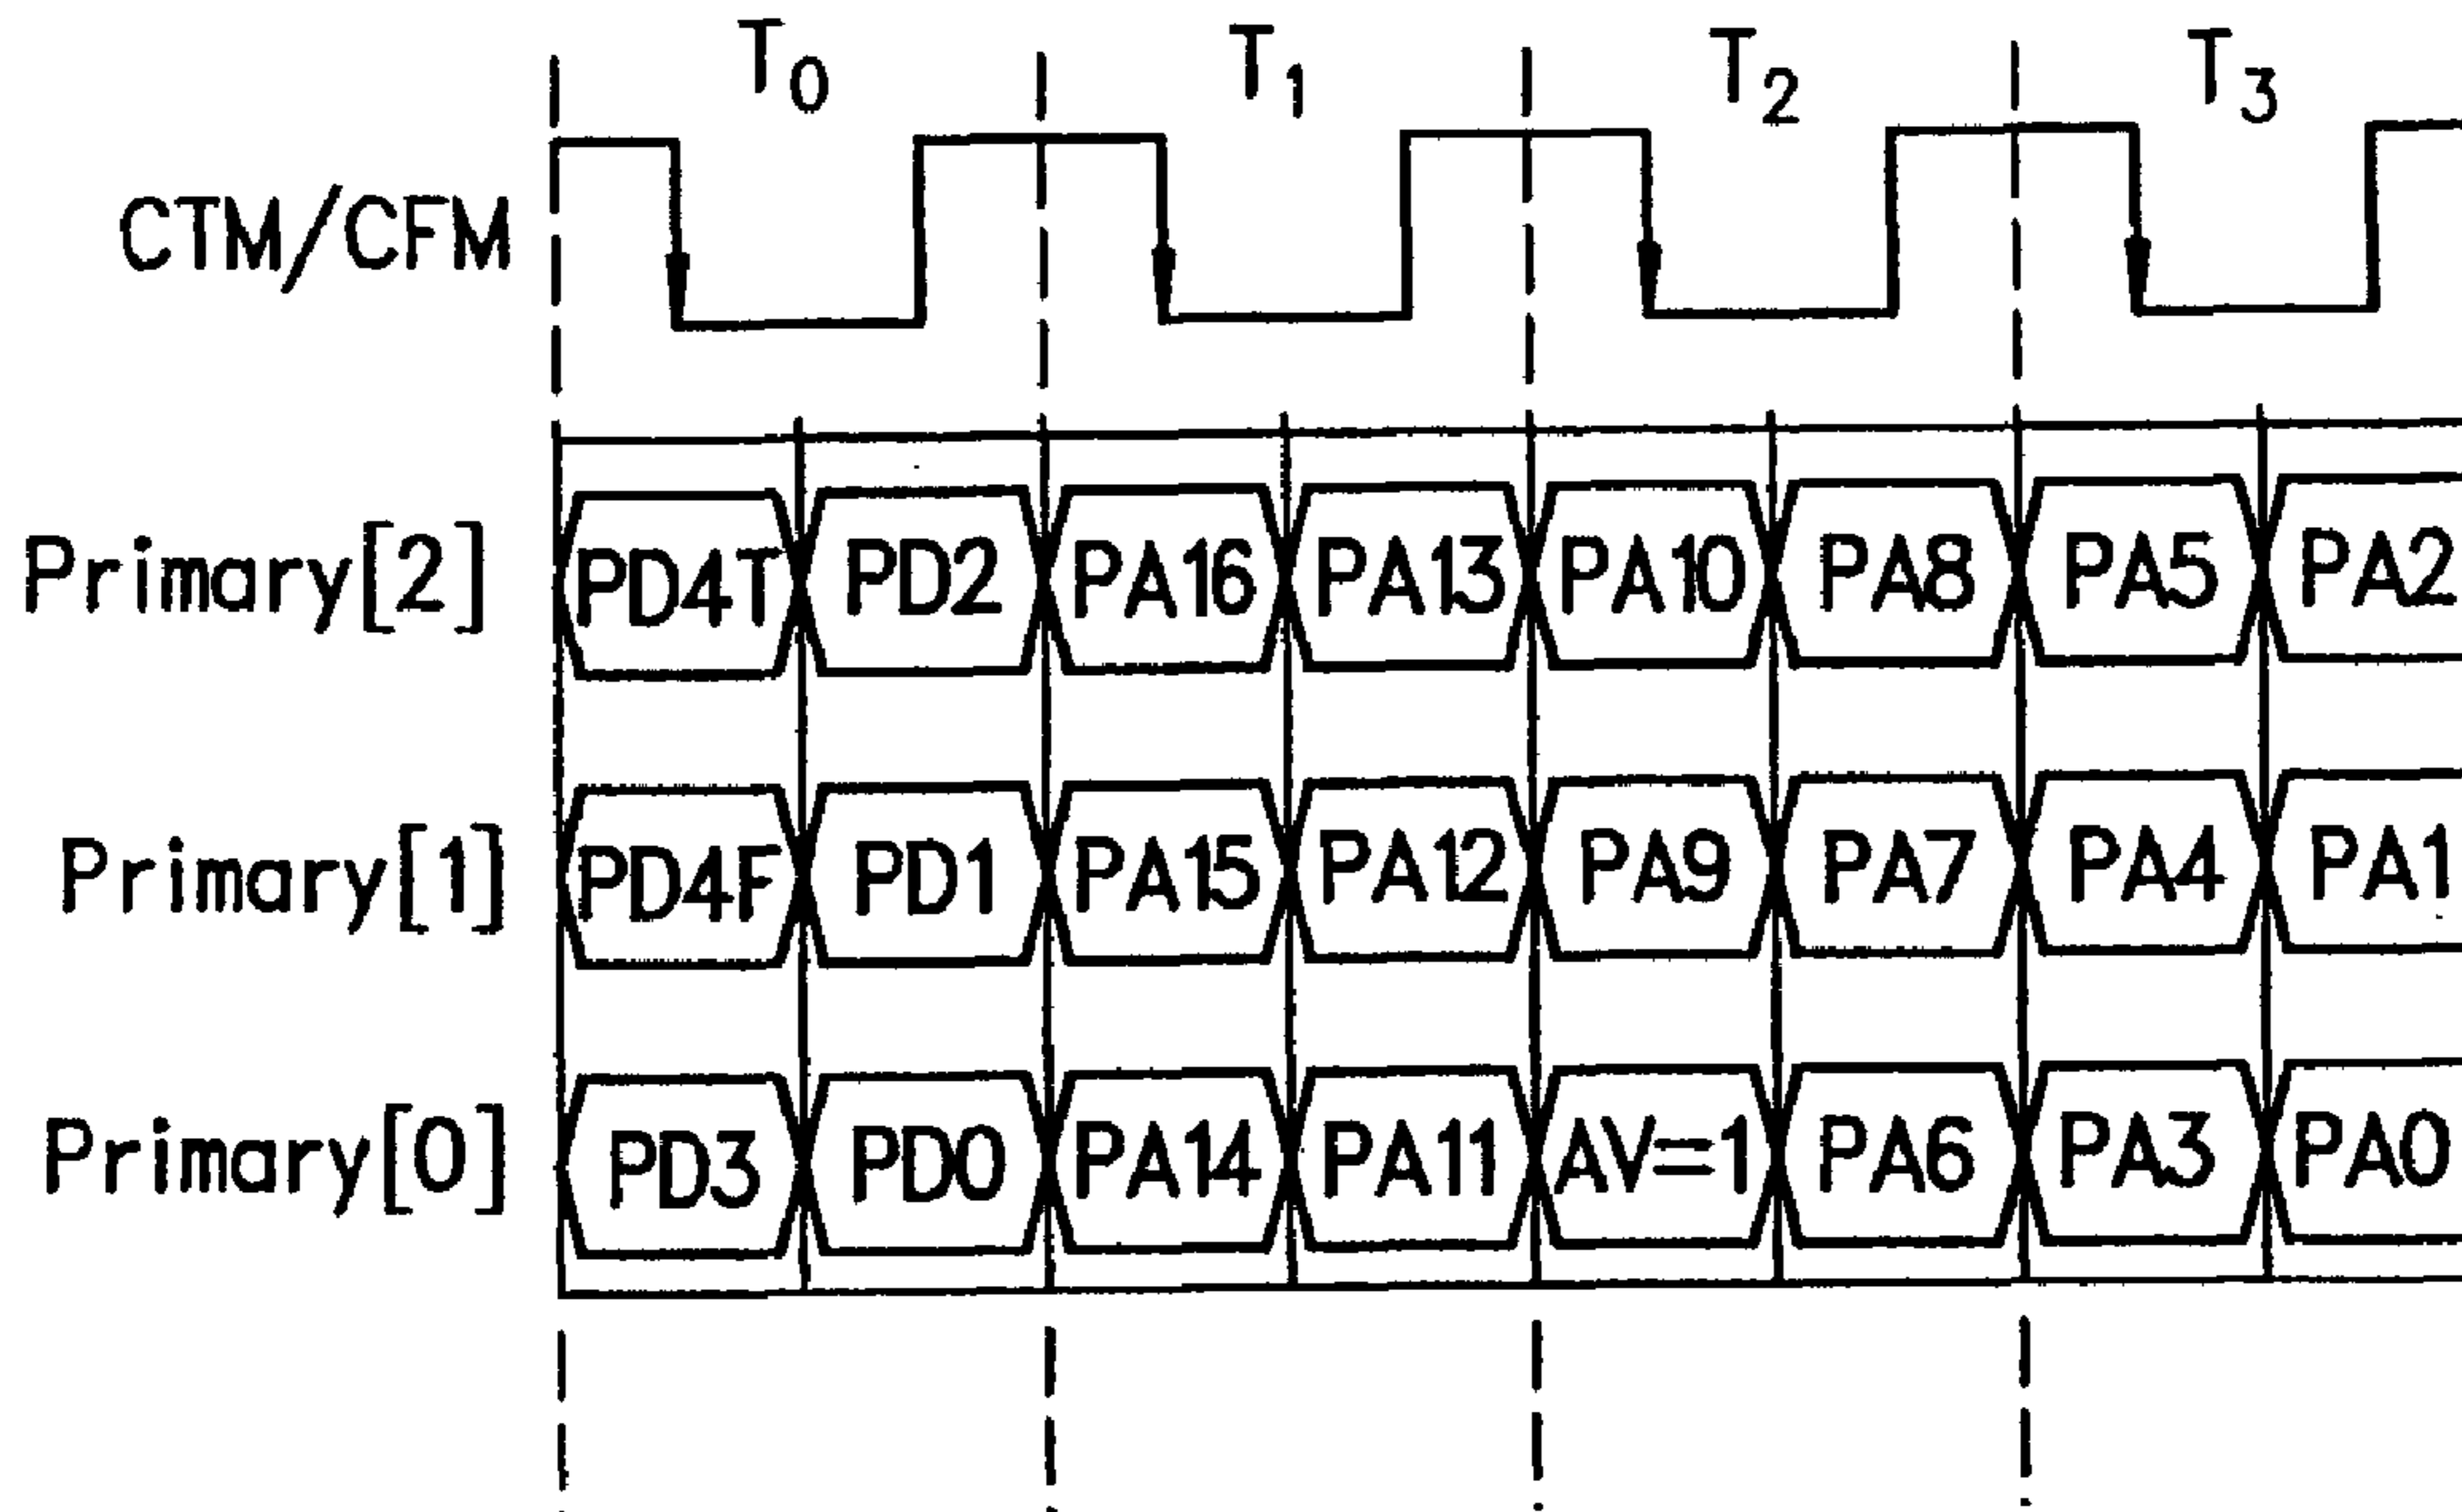 T0 T1 T2 T3
CTM/CFM
Primary[2] PD4T PD2 PA16 PA13 PA10 PA8 PA5 PA2
Primary[1] PD4F PD1 PA15 PA12 PA9 PA7 PA4 PA1
Primary[0] PD3 PD0 PA14 PA11 AV=1 PA6 PA3 PA0